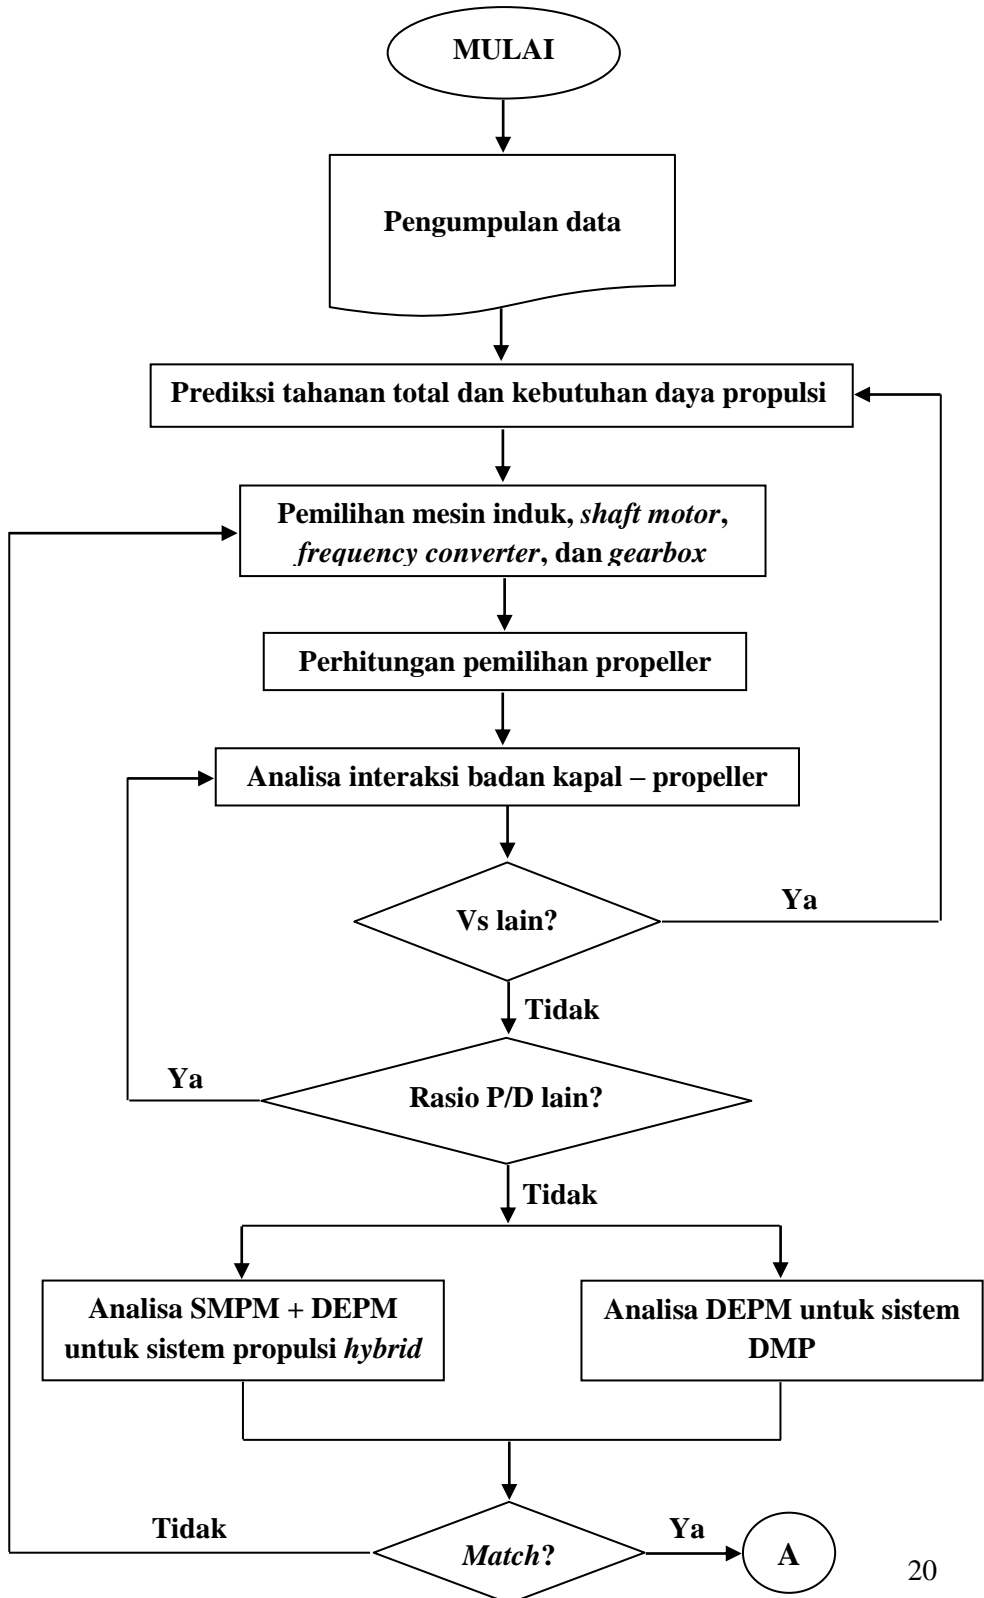 MULAI
Pengumpulan data
Prediksi tahanan total dan kebutuhan daya propulsi
Pemilihan mesin induk, shaft motor,
frequency converter, dan gearbox
Perhitungan pemilihan propeller
Analisa interaksi badan kapal – propeller
Vs lain?
Ya
Tidak
Rasio P/D lain?
Ya
Tidak
Analisa SMPM + DEPM
untuk sistem propulsi hybrid
Analisa DEPM untuk sistem
DMP
Tidak
Match?
Ya
A
20